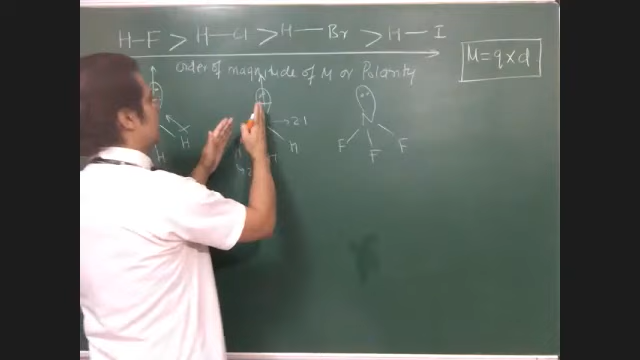 H-F > H-Cl > H-Br > H-I
M=q×d
order of magnitude of M or Polarity
H
H
N
F
F
F